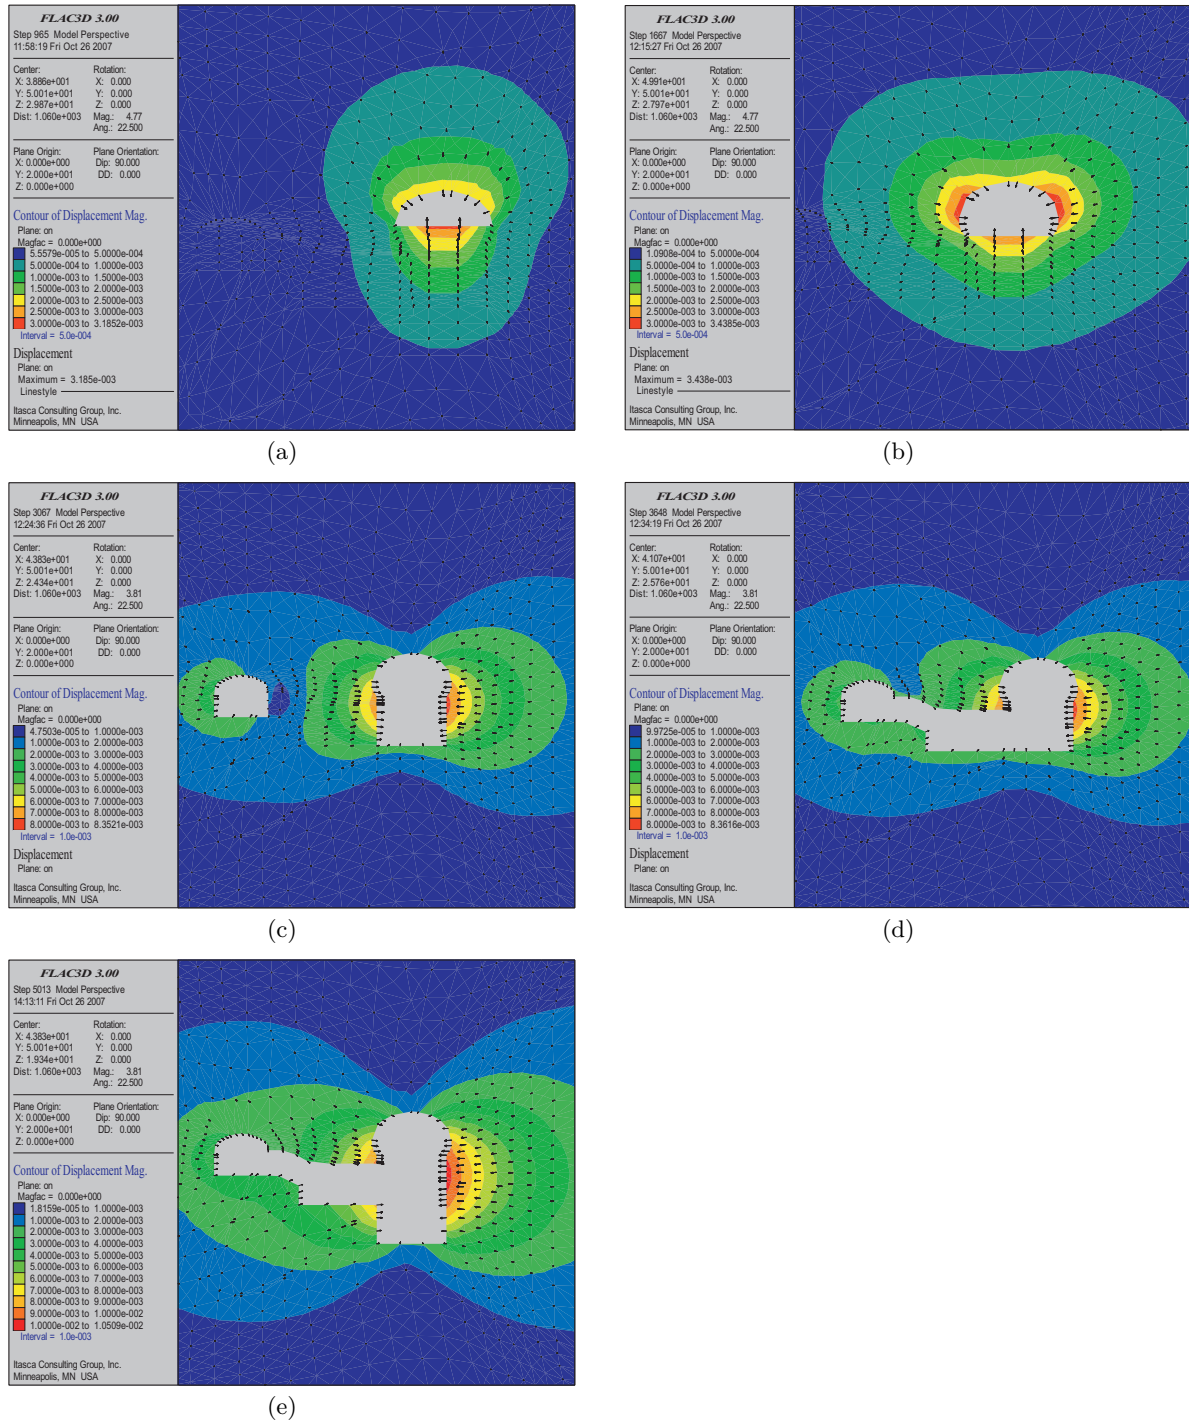 FLAC3D 3.00
Step 965  Model Perspective
11:58:19 Fri Oct 26 2007
Center:
X: 3.886e+001
Y: 5.001e+001
Z: 2.987e+001
Dist: 1.060e+003
Rotation:
X: 0.000
Y: 0.000
Z: 0.000
Mag.: 4.77
Ang.: 22.500
Plane Origin:
X: 0.000e+000
Y: 2.000e+001
Z: 0.000e+000
Plane Orientation:
Dip: 90.000
DD: 0.000
Contour of Displacement Mag.
Plane: on
Magfac = 0.000e+000
5.5579e-005 to 5.0000e-004
5.0000e-004 to 1.0000e-003
1.0000e-003 to 1.5000e-003
1.5000e-003 to 2.0000e-003
2.0000e-003 to 2.5000e-003
2.5000e-003 to 3.0000e-003
3.0000e-003 to 3.1852e-003
Interval = 5.0e-004
Displacement
Plane: on
Maximum = 3.185e-003
Linestyle
Itasca Consulting Group, Inc.
Minneapolis, MN  USA
(a)
FLAC3D 3.00
Step 1667  Model Perspective
12:15:27 Fri Oct 26 2007
Center:
X: 4.991e+001
Y: 5.001e+001
Z: 2.797e+001
Dist: 1.060e+003
Rotation:
X: 0.000
Y: 0.000
Z: 0.000
Mag.: 4.77
Ang.: 22.500
Plane Origin:
X: 0.000e+000
Y: 2.000e+001
Z: 0.000e+000
Plane Orientation:
Dip: 90.000
DD: 0.000
Contour of Displacement Mag.
Plane: on
Magfac = 0.000e+000
1.0908e-004 to 5.0000e-004
5.0000e-004 to 1.0000e-003
1.0000e-003 to 1.5000e-003
1.5000e-003 to 2.0000e-003
2.0000e-003 to 2.5000e-003
2.5000e-003 to 3.0000e-003
3.0000e-003 to 3.4385e-003
Interval = 5.0e-004
Displacement
Plane: on
Maximum = 3.438e-003
Linestyle
Itasca Consulting Group, Inc.
Minneapolis, MN  USA
(b)
FLAC3D 3.00
Step 3067  Model Perspective
12:24:36 Fri Oct 26 2007
Center:
X: 4.383e+001
Y: 5.001e+001
Z: 2.434e+001
Dist: 1.060e+003
Rotation:
X: 0.000
Y: 0.000
Z: 0.000
Mag.: 3.81
Ang.: 22.500
Plane Origin:
X: 0.000e+000
Y: 2.000e+001
Z: 0.000e+000
Plane Orientation:
Dip: 90.000
DD: 0.000
Contour of Displacement Mag.
Plane: on
Magfac = 0.000e+000
4.7503e-005 to 1.0000e-003
1.0000e-003 to 2.0000e-003
2.0000e-003 to 3.0000e-003
3.0000e-003 to 4.0000e-003
4.0000e-003 to 5.0000e-003
5.0000e-003 to 6.0000e-003
6.0000e-003 to 7.0000e-003
7.0000e-003 to 8.0000e-003
8.0000e-003 to 8.3521e-003
Interval = 1.0e-003
Displacement
Plane: on
Itasca Consulting Group, Inc.
Minneapolis, MN  USA
(c)
FLAC3D 3.00
Step 3648  Model Perspective
12:34:19 Fri Oct 26 2007
Center:
X: 4.107e+001
Y: 5.001e+001
Z: 2.576e+001
Dist: 1.060e+003
Rotation:
X: 0.000
Y: 0.000
Z: 0.000
Mag.: 3.81
Ang.: 22.500
Plane Origin:
X: 0.000e+000
Y: 2.000e+001
Z: 0.000e+000
Plane Orientation:
Dip: 90.000
DD: 0.000
Contour of Displacement Mag.
Plane: on
Magfac = 0.000e+000
9.9725e-005 to 1.0000e-003
1.0000e-003 to 2.0000e-003
2.0000e-003 to 3.0000e-003
3.0000e-003 to 4.0000e-003
4.0000e-003 to 5.0000e-003
5.0000e-003 to 6.0000e-003
6.0000e-003 to 7.0000e-003
7.0000e-003 to 8.0000e-003
8.0000e-003 to 8.3616e-003
Interval = 1.0e-003
Displacement
Plane: on
Itasca Consulting Group, Inc.
Minneapolis, MN  USA
(d)
FLAC3D 3.00
Step 5013  Model Perspective
14:13:11 Fri Oct 26 2007
Center:
X: 4.383e+001
Y: 5.001e+001
Z: 1.934e+001
Dist: 1.060e+003
Rotation:
X: 0.000
Y: 0.000
Z: 0.000
Mag.: 3.81
Ang.: 22.500
Plane Origin:
X: 0.000e+000
Y: 2.000e+001
Z: 0.000e+000
Plane Orientation:
Dip: 90.000
DD: 0.000
Contour of Displacement Mag.
Plane: on
Magfac = 0.000e+000
1.8159e-005 to 1.0000e-003
1.0000e-003 to 2.0000e-003
2.0000e-003 to 3.0000e-003
3.0000e-003 to 4.0000e-003
4.0000e-003 to 5.0000e-003
5.0000e-003 to 6.0000e-003
6.0000e-003 to 7.0000e-003
7.0000e-003 to 8.0000e-003
8.0000e-003 to 9.0000e-003
9.0000e-003 to 1.0000e-002
1.0000e-002 to 1.0509e-002
Interval = 1.0e-003
Itasca Consulting Group, Inc.
Minneapolis, MN  USA
(e)